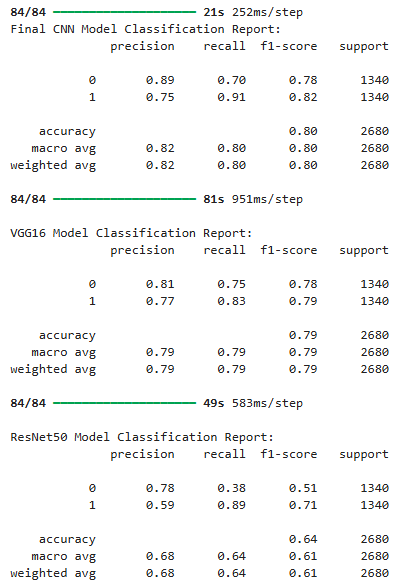 84/84 ━━━━━━━━━━━━━━━━━━━━ 21s 252ms/step
Final CNN Model Classification Report:
              precision    recall  f1-score   support

           0       0.89      0.70      0.78      1340
           1       0.75      0.91      0.82      1340

    accuracy                           0.80      2680
   macro avg       0.82      0.80      0.80      2680
weighted avg       0.82      0.80      0.80      2680

84/84 ━━━━━━━━━━━━━━━━━━━━ 81s 951ms/step

VGG16 Model Classification Report:
              precision    recall  f1-score   support

           0       0.81      0.75      0.78      1340
           1       0.77      0.83      0.79      1340

    accuracy                           0.79      2680
   macro avg       0.79      0.79      0.79      2680
weighted avg       0.79      0.79      0.79      2680

84/84 ━━━━━━━━━━━━━━━━━━━━ 49s 583ms/step

ResNet50 Model Classification Report:
              precision    recall  f1-score   support

           0       0.78      0.38      0.51      1340
           1       0.59      0.89      0.71      1340

    accuracy                           0.64      2680
   macro avg       0.68      0.64      0.61      2680
weighted avg       0.68      0.64      0.61      2680